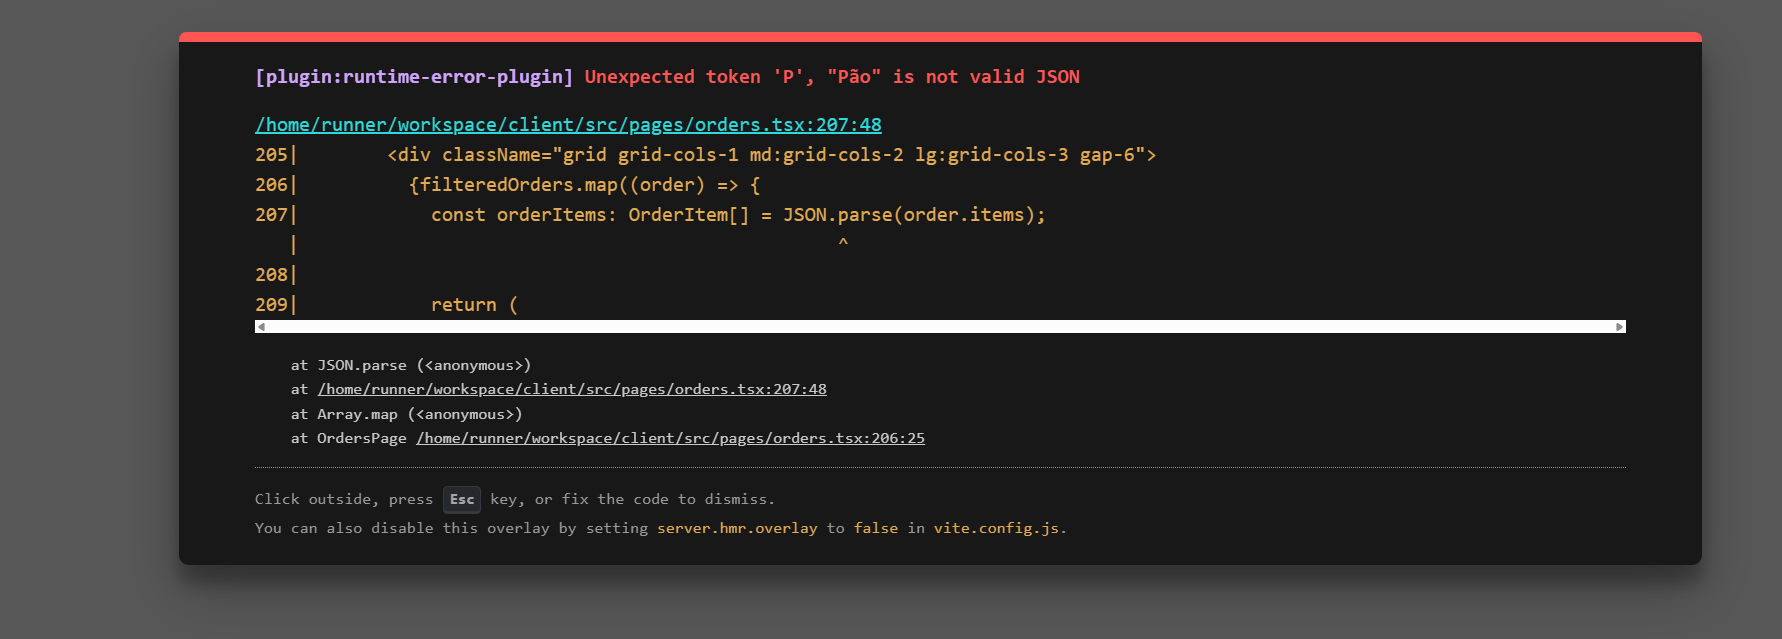 [plugin:runtime-error-plugin] Unexpected token 'P', "Pão" is not valid JSON
/home/runner/workspace/client/src/pages/orders.tsx:207:48
205|        <div className="grid grid-cols-1 md:grid-cols-2 lg:grid-cols-3 gap-6">
206|          {filteredOrders.map((order) => {
207|            const orderItems: OrderItem[] = JSON.parse(order.items);
   |                                                 ^
208|
209|            return (
at JSON.parse (<anonymous>)
at /home/runner/workspace/client/src/pages/orders.tsx:207:48
at Array.map (<anonymous>)
at OrdersPage /home/runner/workspace/client/src/pages/orders.tsx:206:25
Click outside, press Esc key, or fix the code to dismiss.
You can also disable this overlay by setting server.hmr.overlay to false in vite.config.js.